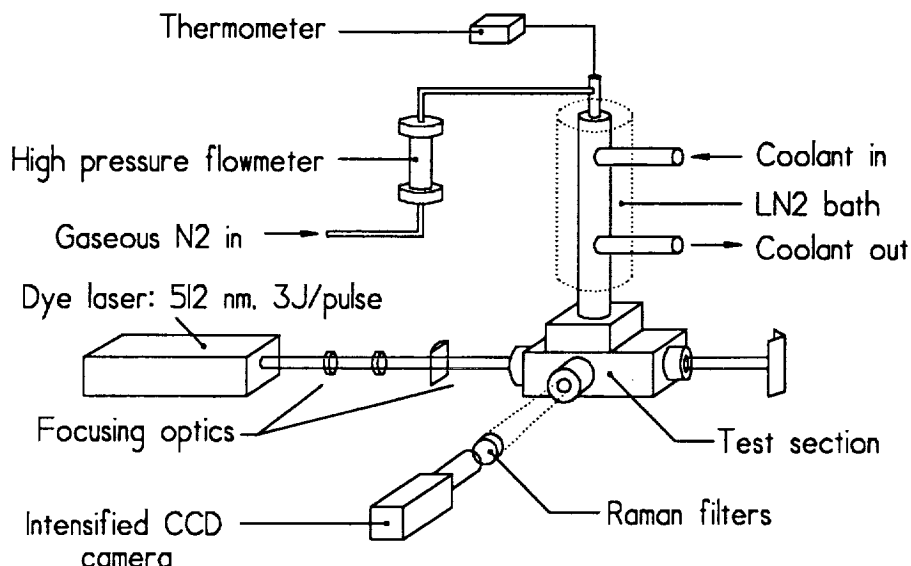 Thermometer
High pressure flowmeter
Coolant in
LN2 bath
Gaseous N2 in
Coolant out
Dye laser: 512 nm, 3J/pulse
Focusing optics
Test section
Intensified CCD
camera
Raman filters